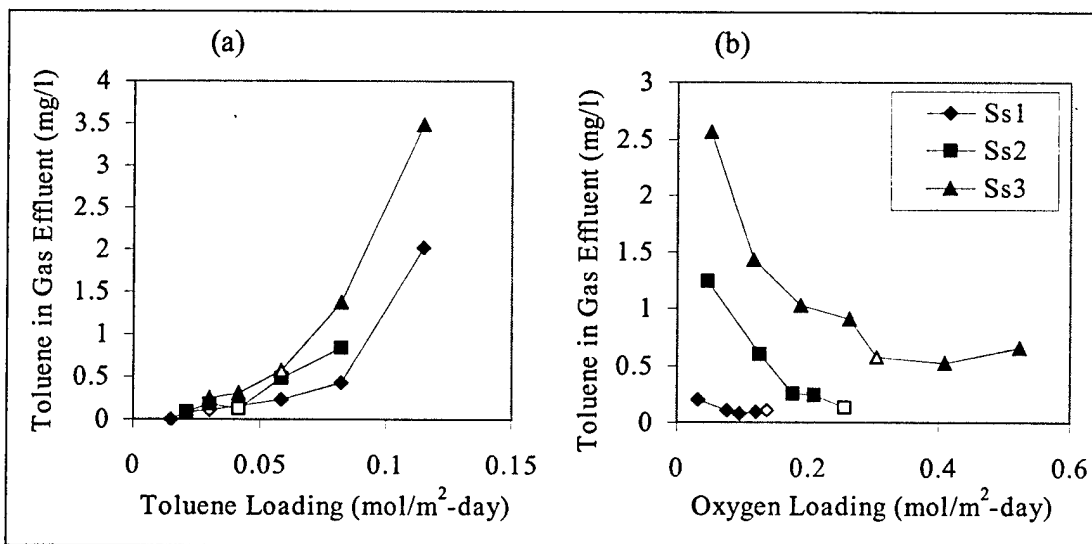 (a)
Toluene in Gas Effluent (mg/l)
4
3.5
3
2.5
2
1.5
1
0.5
0
0
0.05
0.1
0.15
Toluene Loading (mol/m²-day)
(b)
Toluene in Gas Effluent (mg/l)
3
2.5
2
1.5
1
0.5
0
0
0.2
0.4
0.6
Oxygen Loading (mol/m²-day)
Ss1
Ss2
Ss3